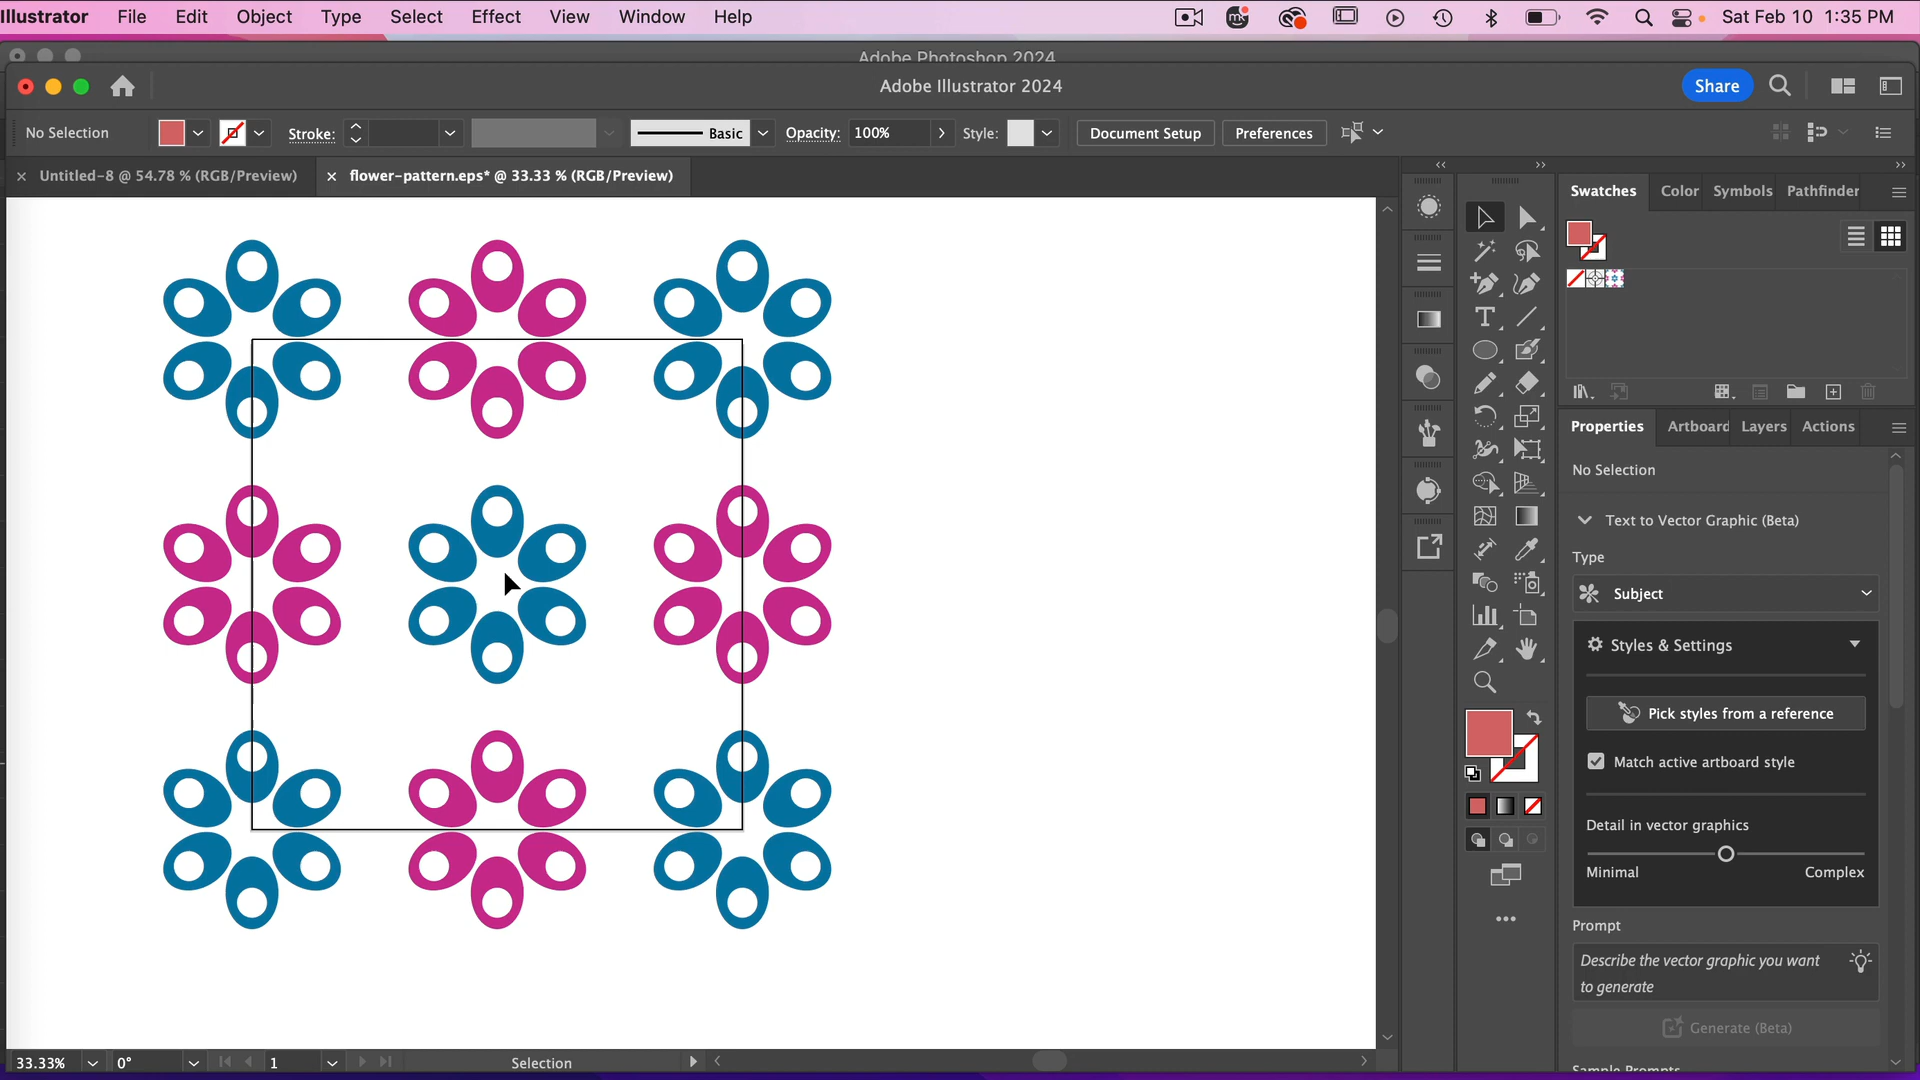 Illustrator File Edit Object Type Select Effect View Window Help Sat Feb 10 1:35 PM
Adobe Photoshop 2024
Adobe Illustrator 2024
Share
No Selection Stroke: Basic Opacity: 100% Style: Document Setup Preferences
Untitled-8 @ 54.78 % (RGB/Preview) flower-pattern.eps* @ 33.33 % (RGB/Preview)
Swatches Color Symbols Pathfinder
Properties Artboard Layers Actions
No Selection
Text to Vector Graphic (Beta)
Type
Subject
Styles & Settings
Pick styles from a reference
Match active artboard style
Detail in vector graphics
Minimal Complex
Prompt
Describe the vector graphic you want
to generate
Generate (Beta)
Sample Prompts
33.33% 0° 1 Selection